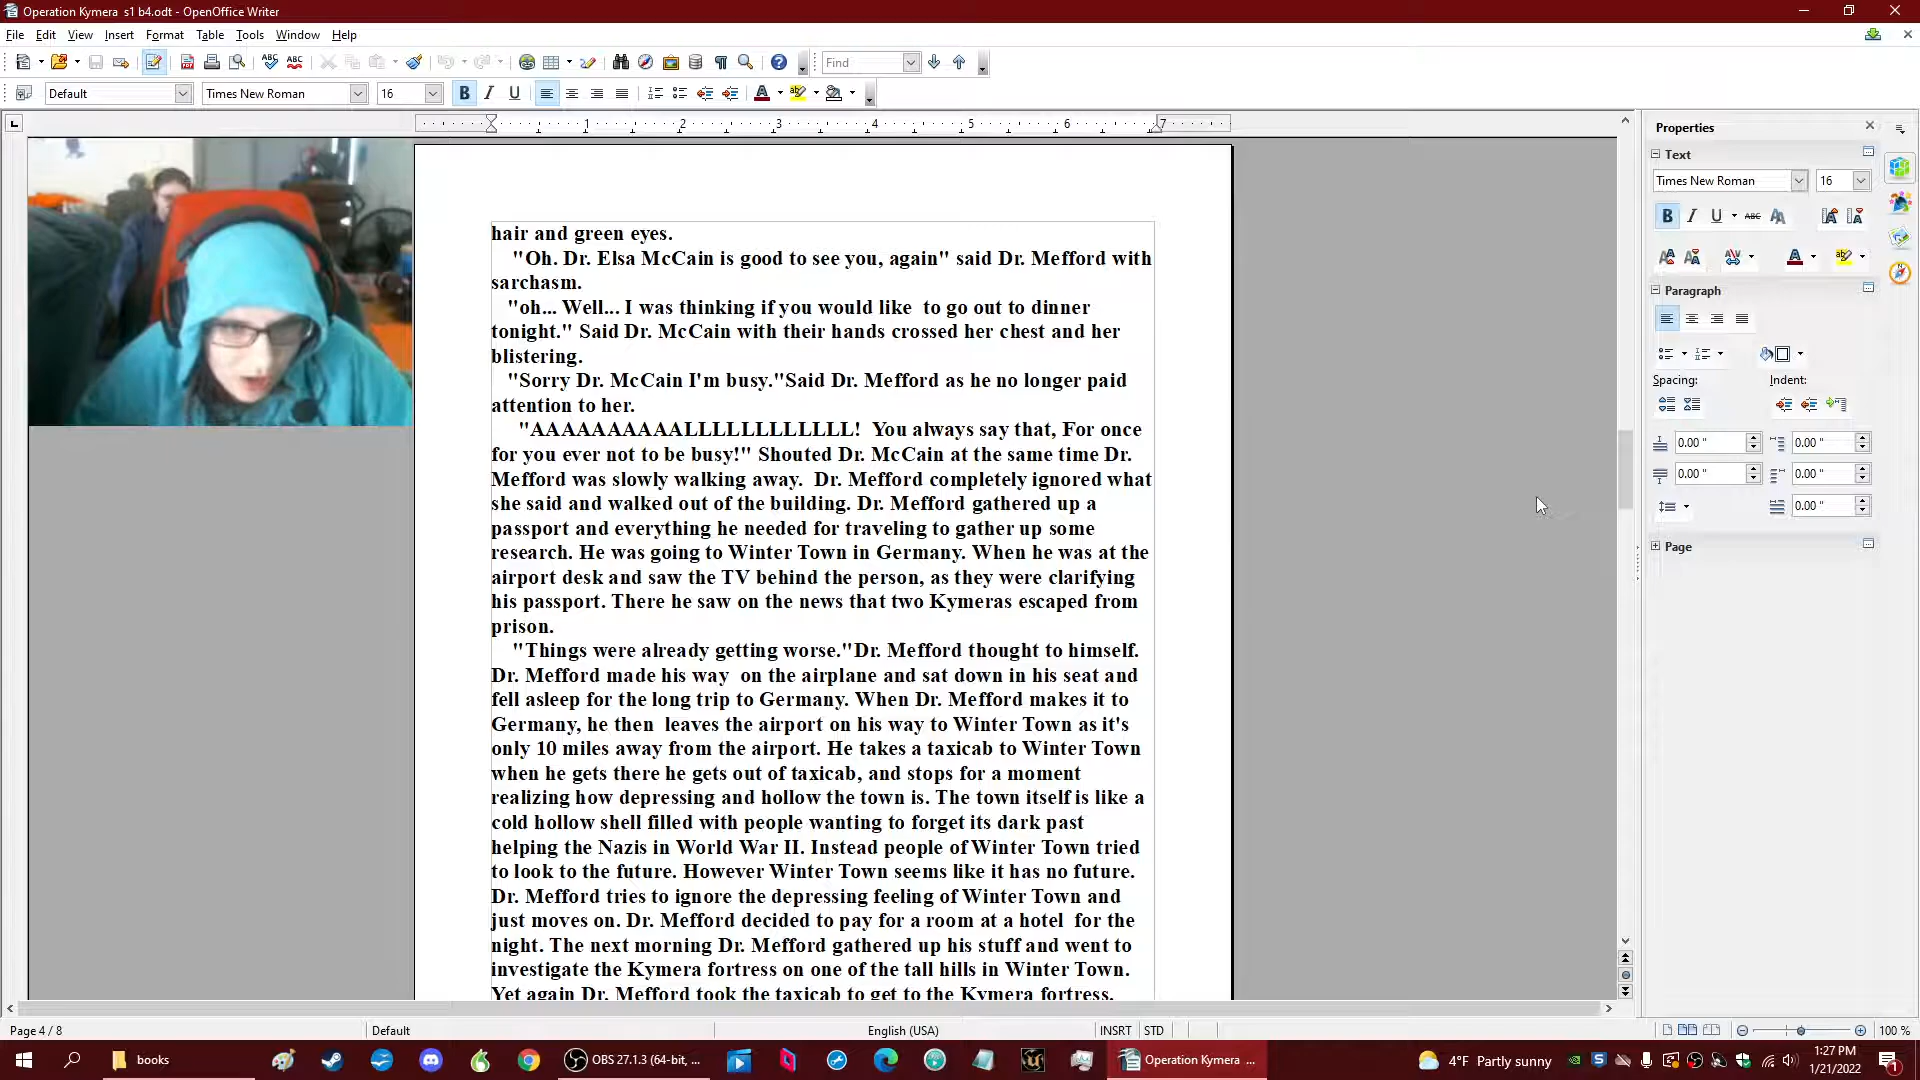 Operation Kymera  s1 b4.odt - OpenOffice Writer
File Edit View Insert Format Table Tools Window Help
Find
Default Times New Roman 16
1 2 3 4 5 6 7
hair and green eyes.
"Oh. Dr. Elsa McCain is good to see you, again" said Dr. Mefford with
sarchasm.
"oh... Well... I was thinking if you would like  to go out to dinner
tonight." Said Dr. McCain with their hands crossed her chest and her
blistering.
"Sorry Dr. McCain I'm busy."Said Dr. Mefford as he no longer paid
attention to her.
"AAAAAAAAAALLLLLLLLLLLL!  You always say that, For once
for you ever not to be busy!" Shouted Dr. McCain at the same time Dr.
Mefford was slowly walking away.  Dr. Mefford completely ignored what
she said and walked out of the building. Dr. Mefford gathered up a
passport and everything he needed for traveling to gather up some
research. He was going to Winter Town in Germany. When he was at the
airport desk and saw the TV behind the person, as they were clarifying
his passport. There he saw on the news that two Kymeras escaped from
prison.
"Things were already getting worse."Dr. Mefford thought to himself.
Dr. Mefford made his way  on the airplane and sat down in his seat and
fell asleep for the long trip to Germany. When Dr. Mefford makes it to
Germany, he then  leaves the airport on his way to Winter Town as it's
only 10 miles away from the airport. He takes a taxicab to Winter Town
when he gets there he gets out of taxicab, and stops for a moment
realizing how depressing and hollow the town is. The town itself is like a
cold hollow shell filled with people wanting to forget its dark past
helping the Nazis in World War II. Instead people of Winter Town tried
to look to the future. However Winter Town seems like it has no future.
Dr. Mefford tries to ignore the depressing feeling of Winter Town and
just moves on. Dr. Mefford decided to pay for a room at a hotel  for the
night. The next morning Dr. Mefford gathered up his stuff and went to
investigate the Kymera fortress on one of the tall hills in Winter Town.
Yet again Dr. Mefford took the taxicab to get to the Kymera fortress.
Properties
Text
Times New Roman 16
Paragraph
Spacing: Indent:
0.00 " 0.00 "
0.00 " 0.00 "
0.00 "
Page
Page 4 / 8 Default English (USA) INSRT STD 100 %
books OBS 27.1.3 (64-bit, ... Operation Kymera ... 4°F Partly sunny 1:27 PM
1/21/2022